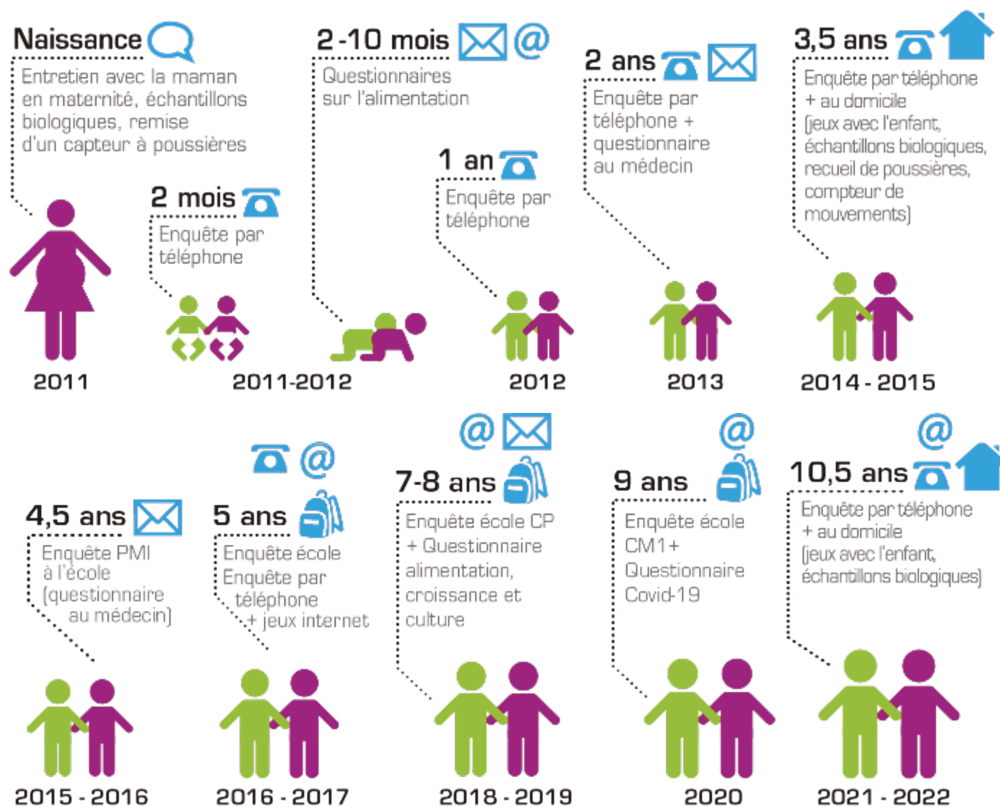 Naissance
Entretien avec la maman
en maternité, échantillons
biologiques, remise
d'un capteur à poussières
2 mois
Enquête par
téléphone
2-10 mois @
Questionnaires
sur l'alimentation
1 an
Enquête par
téléphone
2 ans
Enquête par
téléphone +
questionnaire
au médecin
3,5 ans
Enquête par téléphone
+ au domicile
(jeux avec l'enfant,
échantillons biologiques,
recueil de poussières,
compteur de
mouvements)
2011
2011-2012
2012
2013
2014 - 2015
4,5 ans
Enquête PMI
à l'école
(questionnaire
au médecin)
@
5 ans
Enquête école
Enquête par
téléphone
+ jeux internet
@
7-8 ans
Enquête école CP
+ Questionnaire
alimentation,
croissance et
culture
@
9 ans
Enquête école
CM1+
Questionnaire
Covid-19
@
10,5 ans
Enquête par téléphone
+ au domicile
(jeux avec l'enfant,
échantillons biologiques)
2015 - 2016
2016 - 2017
2018 - 2019
2020
2021 - 2022